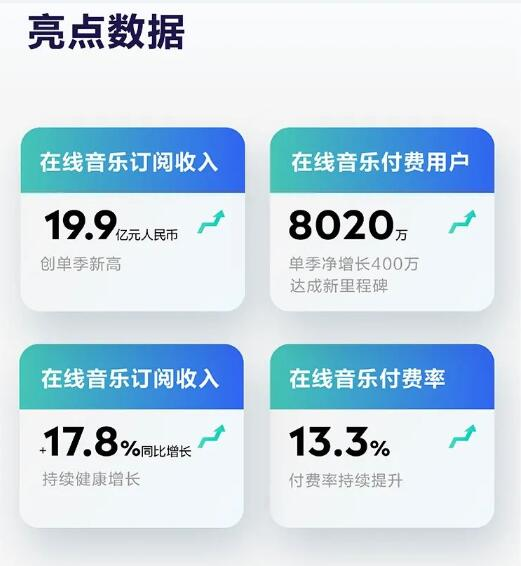 亮点数据
在线音乐订阅收入
19.9亿元人民币
创单季新高
在线音乐付费用户
8020万
单季净增长400万
达成新里程碑
在线音乐订阅收入
+17.8%同比增长
持续健康增长
在线音乐付费率
13.3%
付费率持续提升